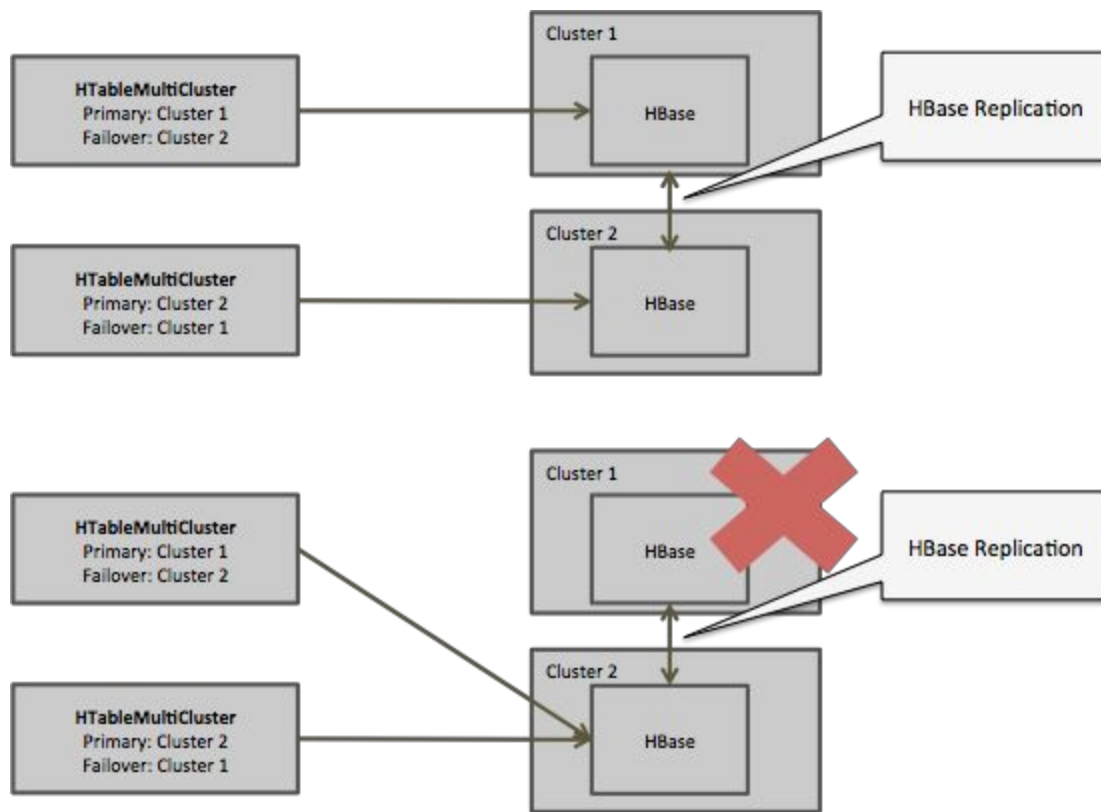 Cluster 1
HTableMultiCluster
Primary: Cluster 1
Failover: Cluster 2
HBase
HBase Replication
Cluster 2
HTableMultiCluster
Primary: Cluster 2
Failover: Cluster 1
HBase
Cluster 1
HTableMultiCluster
Primary: Cluster 1
Failover: Cluster 2
HBase
HBase Replication
Cluster 2
HTableMultiCluster
Primary: Cluster 2
Failover: Cluster 1
HBase